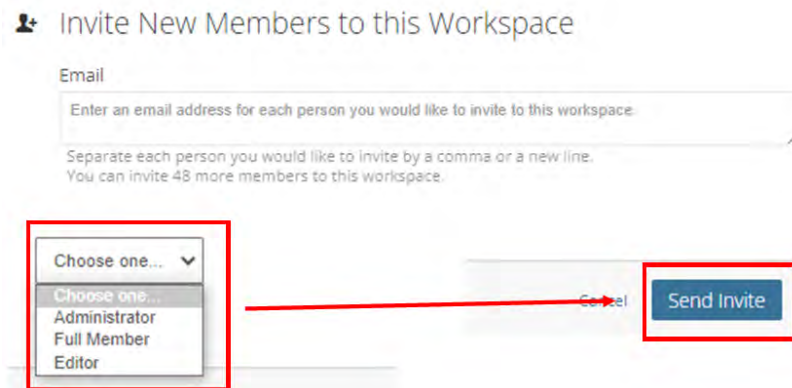 Invite New Members to this Workspace
Email
Enter an email address for each person you would like to invite to this workspace
Separate each person you would like to invite by a comma or a new line.
You can invite 48 more members to this workspace.
Choose one...
Choose one...
Administrator
Full Member
Editor
Cancel
Send Invite